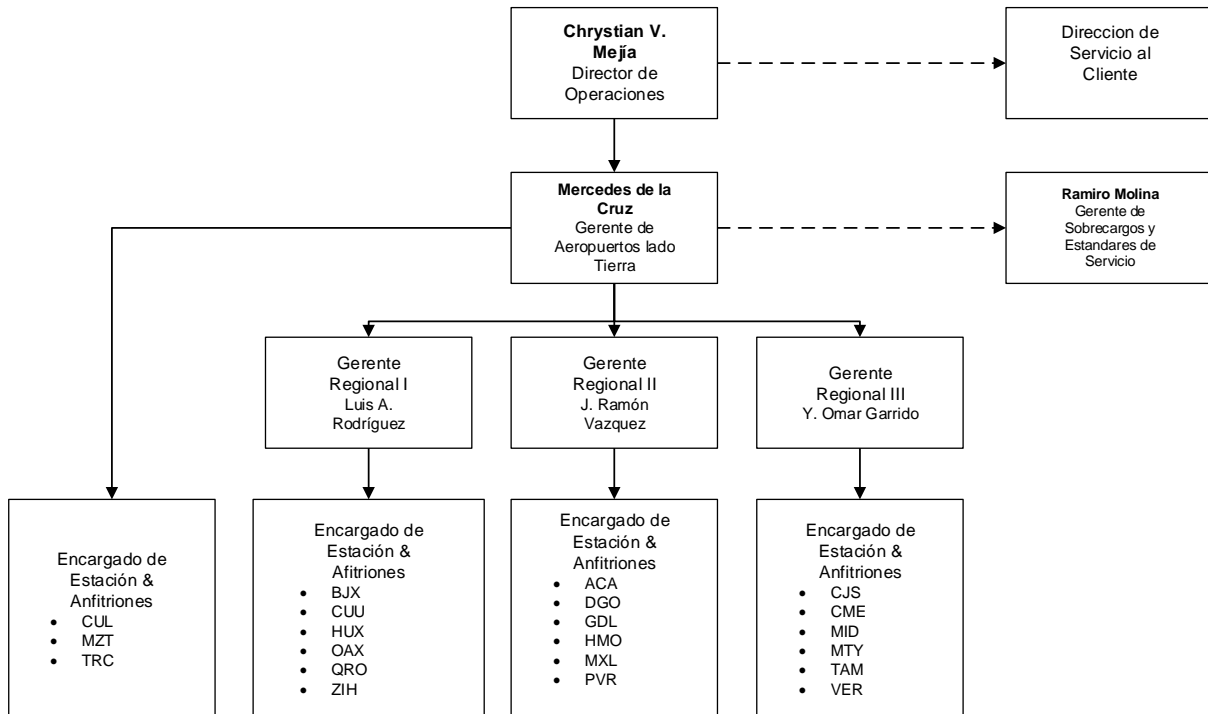 Chrystian V.
Mejía
Director de
Operaciones
Direccion de
Servicio al
Cliente
Mercedes de la
Cruz
Gerente de
Aeropuertos lado
Tierra
Ramiro Molina
Gerente de
Sobrecargos y
Estandares de
Servicio
Gerente
Regional I
Luis A.
Rodríguez
Gerente
Regional II
J. Ramón
Vazquez
Gerente
Regional III
Y. Omar Garrido
Encargado de
Estación &
Anfitriones
• CUL
• MZT
• TRC
Encargado de
Estación &
Afitriones
• BJX
• CUU
• HUX
• OAX
• QRO
• ZIH
Encargado de
Estación &
Anfitriones
• ACA
• DGO
• GDL
• HMO
• MXL
• PVR
Encargado de
Estación &
Anfitriones
• CJS
• CME
• MID
• MTY
• TAM
• VER